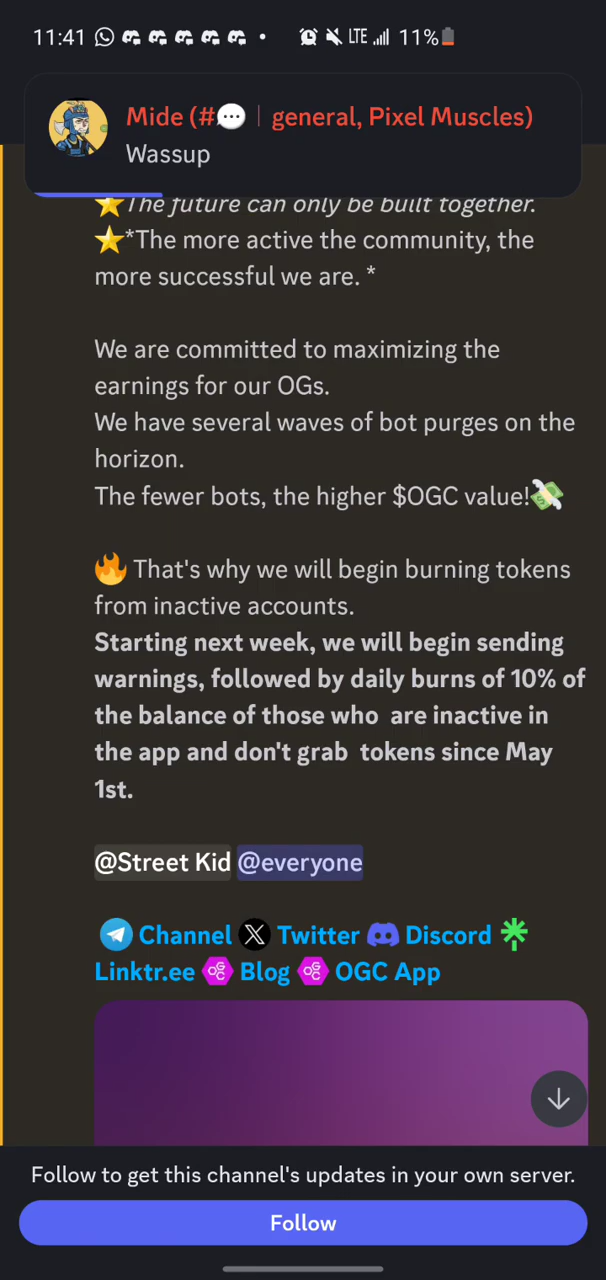 11:41 LTE 11%
Mide (#💬 | general, Pixel Muscles)
Wassup
⭐The future can only be built together.
⭐*The more active the community, the
more successful we are. *
We are committed to maximizing the
earnings for our OGs.
We have several waves of bot purges on the
horizon.
The fewer bots, the higher $OGC value!💸
🔥 That's why we will begin burning tokens
from inactive accounts.
Starting next week, we will begin sending
warnings, followed by daily burns of 10% of
the balance of those who  are inactive in
the app and don't grab  tokens since May
1st.
@Street Kid @everyone
Channel Twitter Discord
Linktr.ee Blog OGC App
Follow to get this channel's updates in your own server.
Follow